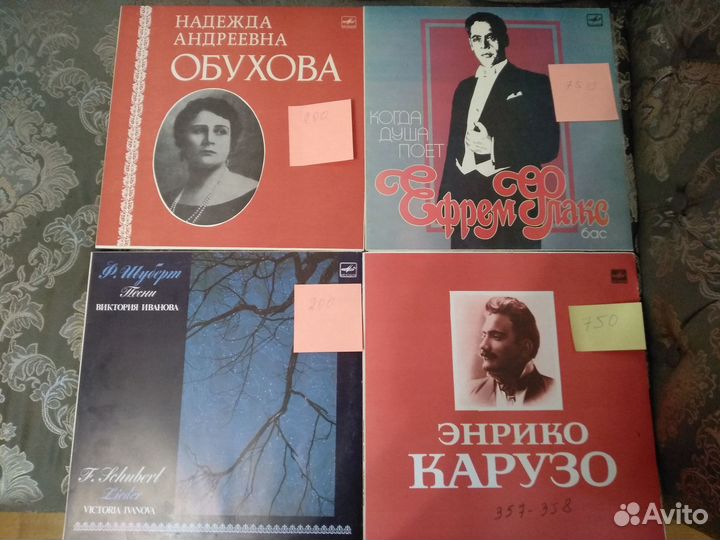 НАДЕЖДА
АНДРЕЕВНА
ОБУХОВА
200
КОГДА
ДУША
ПОЕТ
Ефрем Флакс
бас
750
Ф. Шуберт
Песни
ВИКТОРИЯ ИВАНОВА
200
F. Schubert
Lieder
VICTORIA IVANOVA
750
ЭНРИКО
КАРУЗО
357-358
Avito